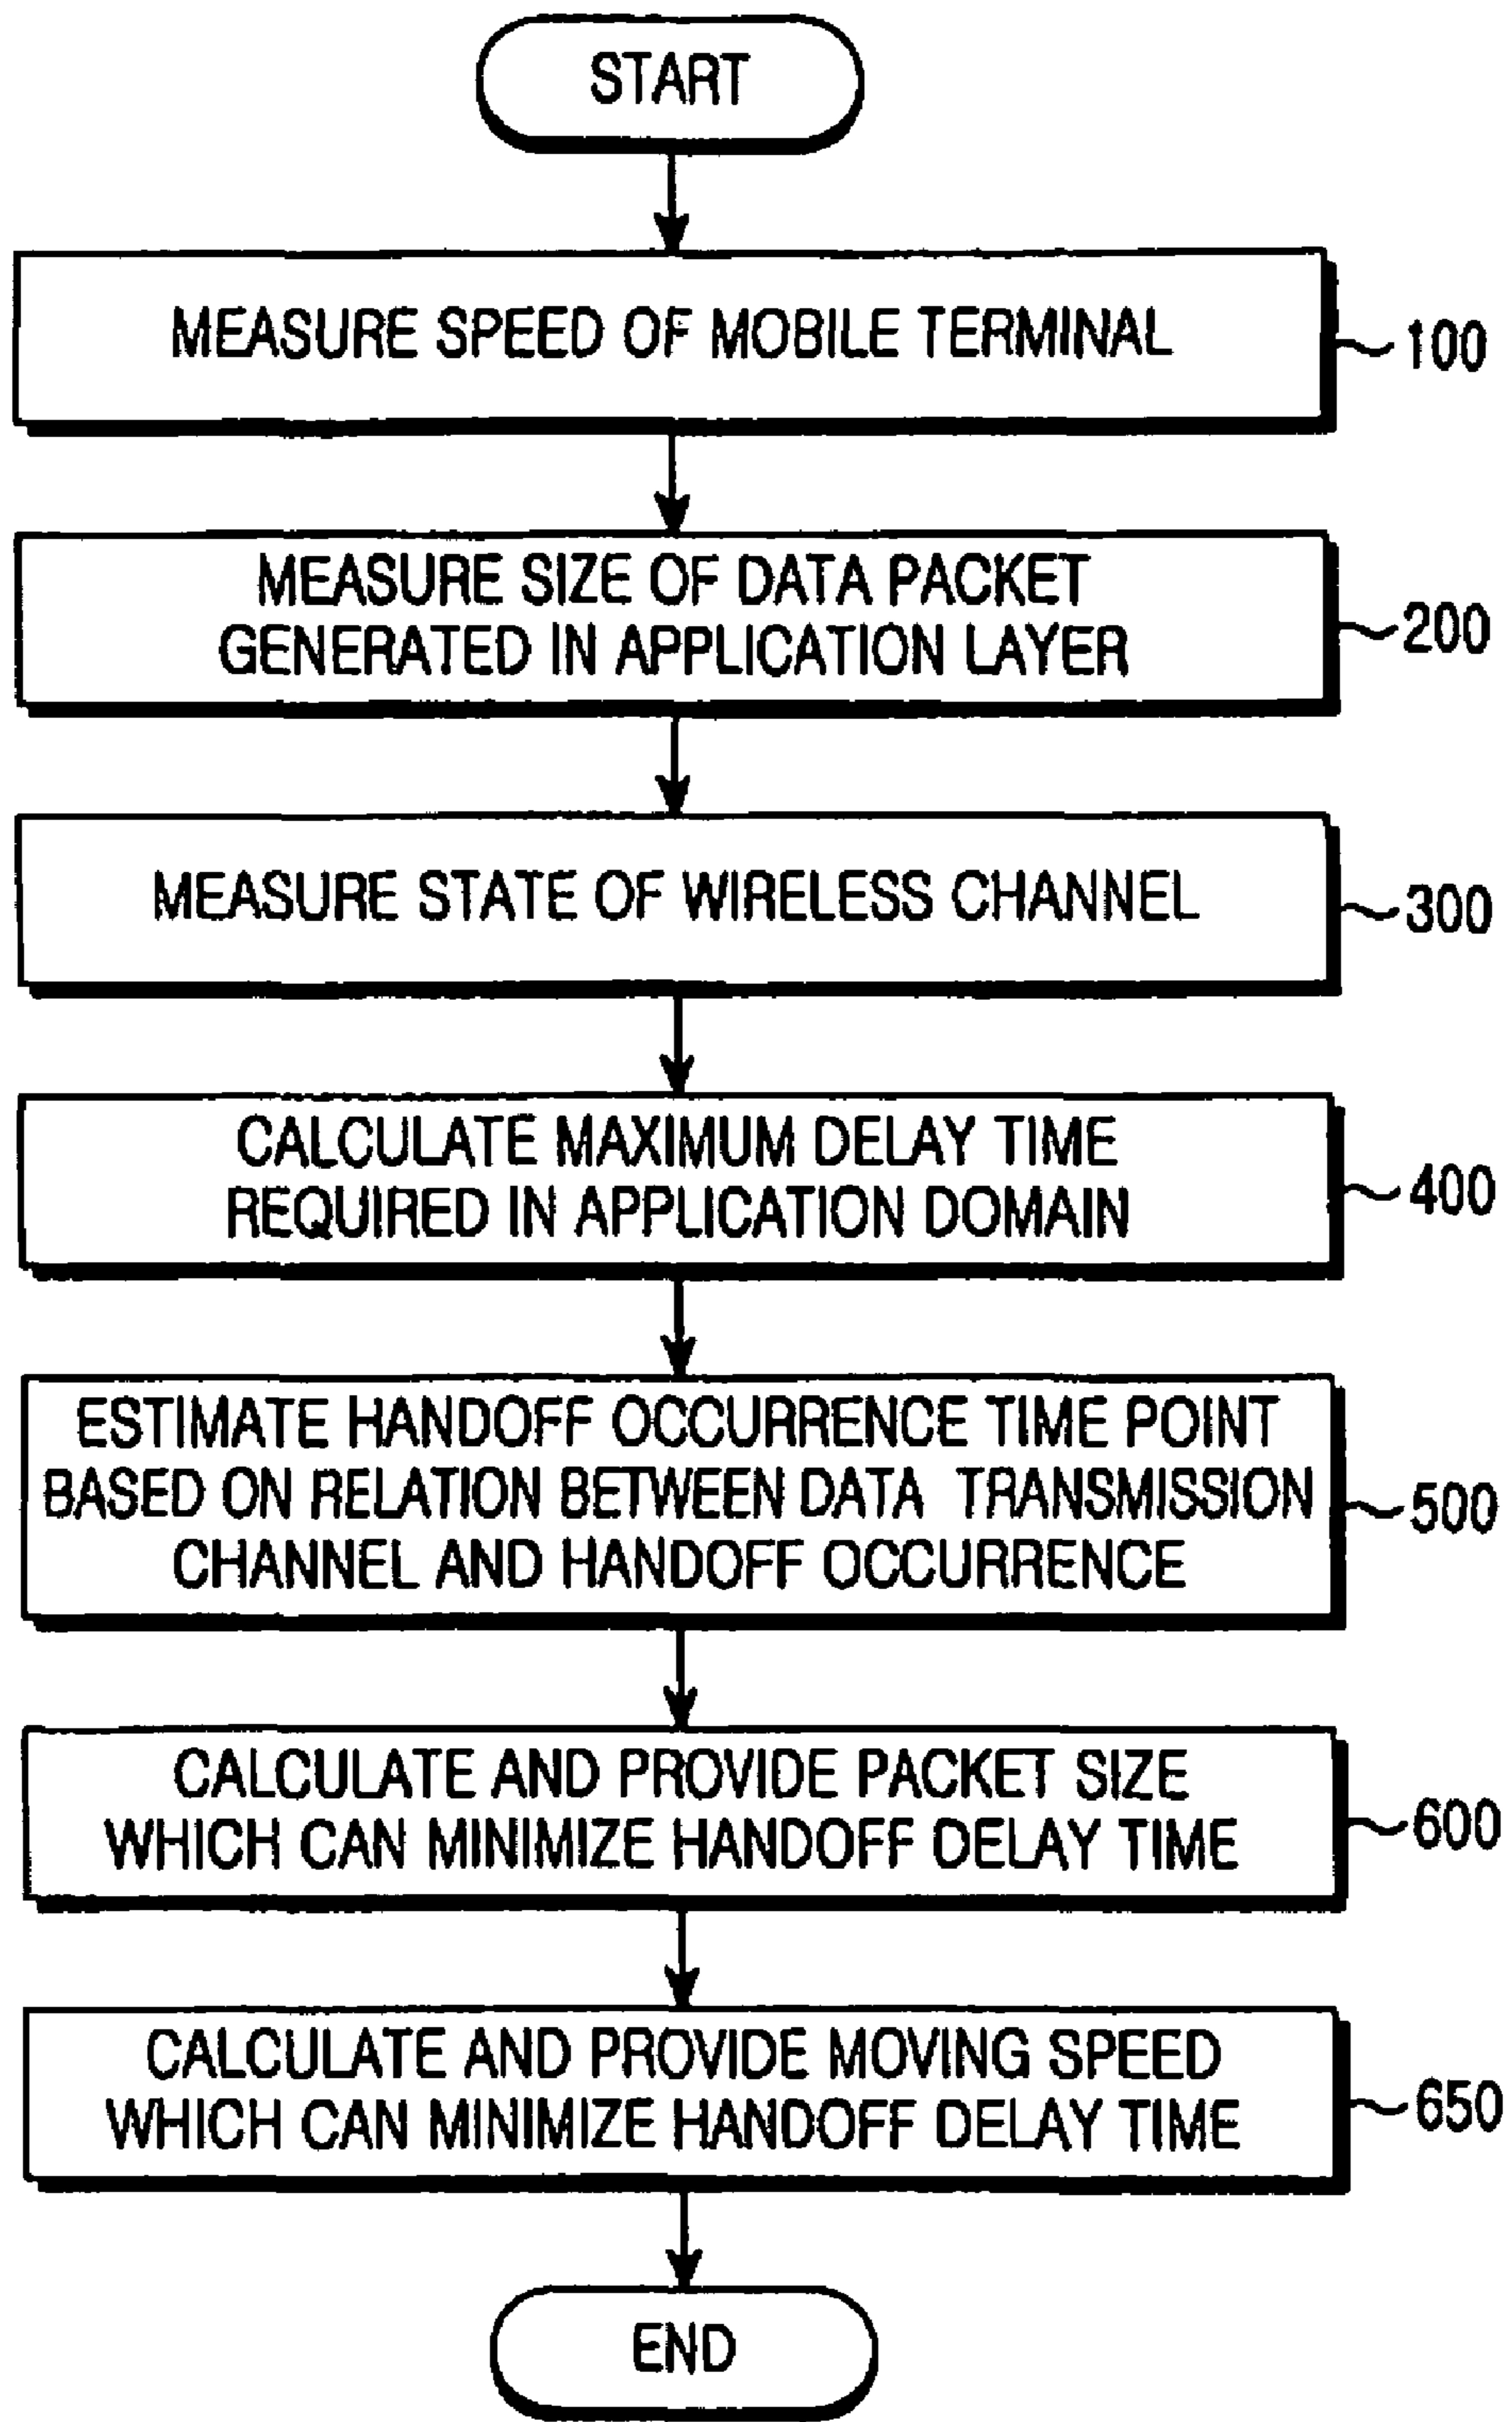 START
MEASURE SPEED OF MOBILE TERMINAL
100
MEASURE SIZE OF DATA PACKET
GENERATED IN APPLICATION LAYER
200
MEASURE STATE OF WIRELESS CHANNEL
300
CALCULATE MAXIMUM DELAY TIME
REQUIRED IN APPLICATION DOMAIN
400
ESTIMATE HANDOFF OCCURRENCE TIME POINT
BASED ON RELATION BETWEEN DATA TRANSMISSION
CHANNEL AND HANDOFF OCCURRENCE
500
CALCULATE AND PROVIDE PACKET SIZE
WHICH CAN MINIMIZE HANDOFF DELAY TIME
600
CALCULATE AND PROVIDE MOVING SPEED
WHICH CAN MINIMIZE HANDOFF DELAY TIME
650
END